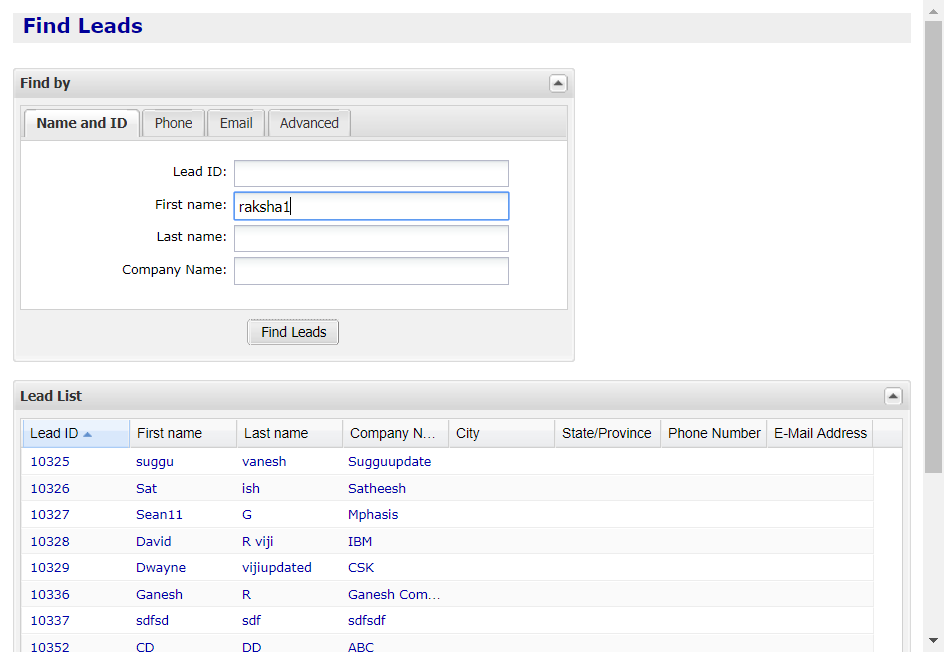 Find Leads
Find by
Name and ID Phone Email Advanced
Lead ID:
First name: raksha1
Last name:
Company Name:
Find Leads
Lead List
Lead ID First name Last name Company N... City State/Province Phone Number E-Mail Address
10325 suggu vanesh Sugguupdate
10326 Sat ish Satheesh
10327 Sean11 G Mphasis
10328 David R viji IBM
10329 Dwayne vijiupdated CSK
10336 Ganesh R Ganesh Com...
10337 sdfsd sdf sdfsdf
10352 CD DD ABC